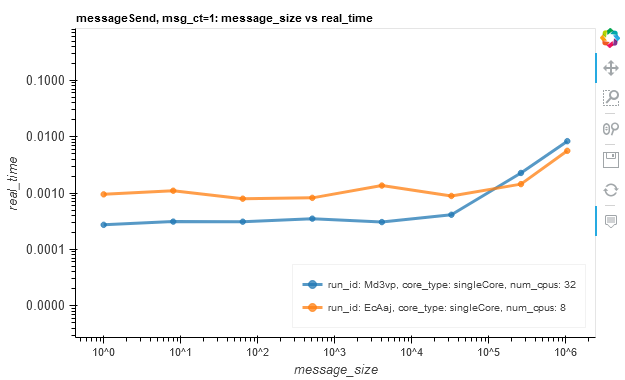 messageSend, msg_ct=1: message_size vs real_time
0.1000
0.0100
0.0010
0.0001
0.0000
real_time
run_id: Md3vp, core_type: singleCore, num_cpus: 32
run_id: EcAaj, core_type: singleCore, num_cpus: 8
10^0 10^1 10^2 10^3 10^4 10^5 10^6
message_size